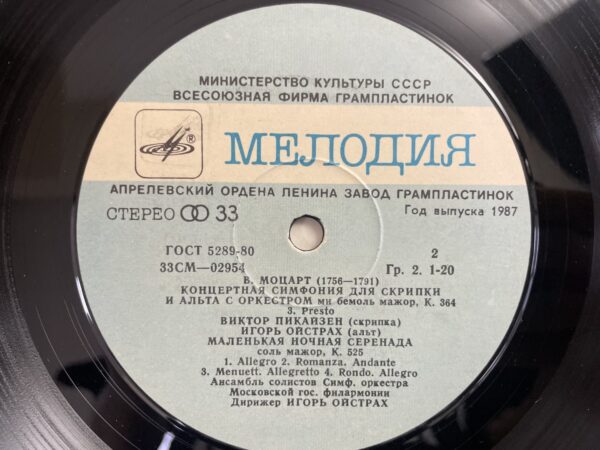 МИНИСТЕРСТВО КУЛЬТУРЫ СССР
ВСЕСОЮЗНАЯ ФИРМА ГРАМПЛАСТИНОК
® МЕЛОДИЯ
АПРЕЛЕВСКИЙ ОРДЕНА ЛЕНИНА ЗАВОД ГРАМПЛАСТИНОК
СТЕРЕО 33 Год выпуска 1987
ГОСТ 5289-80 2
33СМ—02954 Гр. 2. 1-20
В. МОЦАРТ (1756—1791)
КОНЦЕРТНАЯ СИМФОНИЯ ДЛЯ СКРИПКИ
И АЛЬТА С ОРКЕСТРОМ ми бемоль мажор, К. 364
3. Presto
ВИКТОР ПИКАЙЗЕН (скрипка)
ИГОРЬ ОЙСТРАХ (альт)
МАЛЕНЬКАЯ НОЧНАЯ СЕРЕНАДА
соль мажор, К. 525
1. Allegro 2. Romanza. Andante
3. Menuett. Allegretto 4. Rondo. Allegro
Ансамбль солистов Симф. оркестра
Московской гос. филармонии
Дирижер ИГОРЬ ОЙСТРАХ